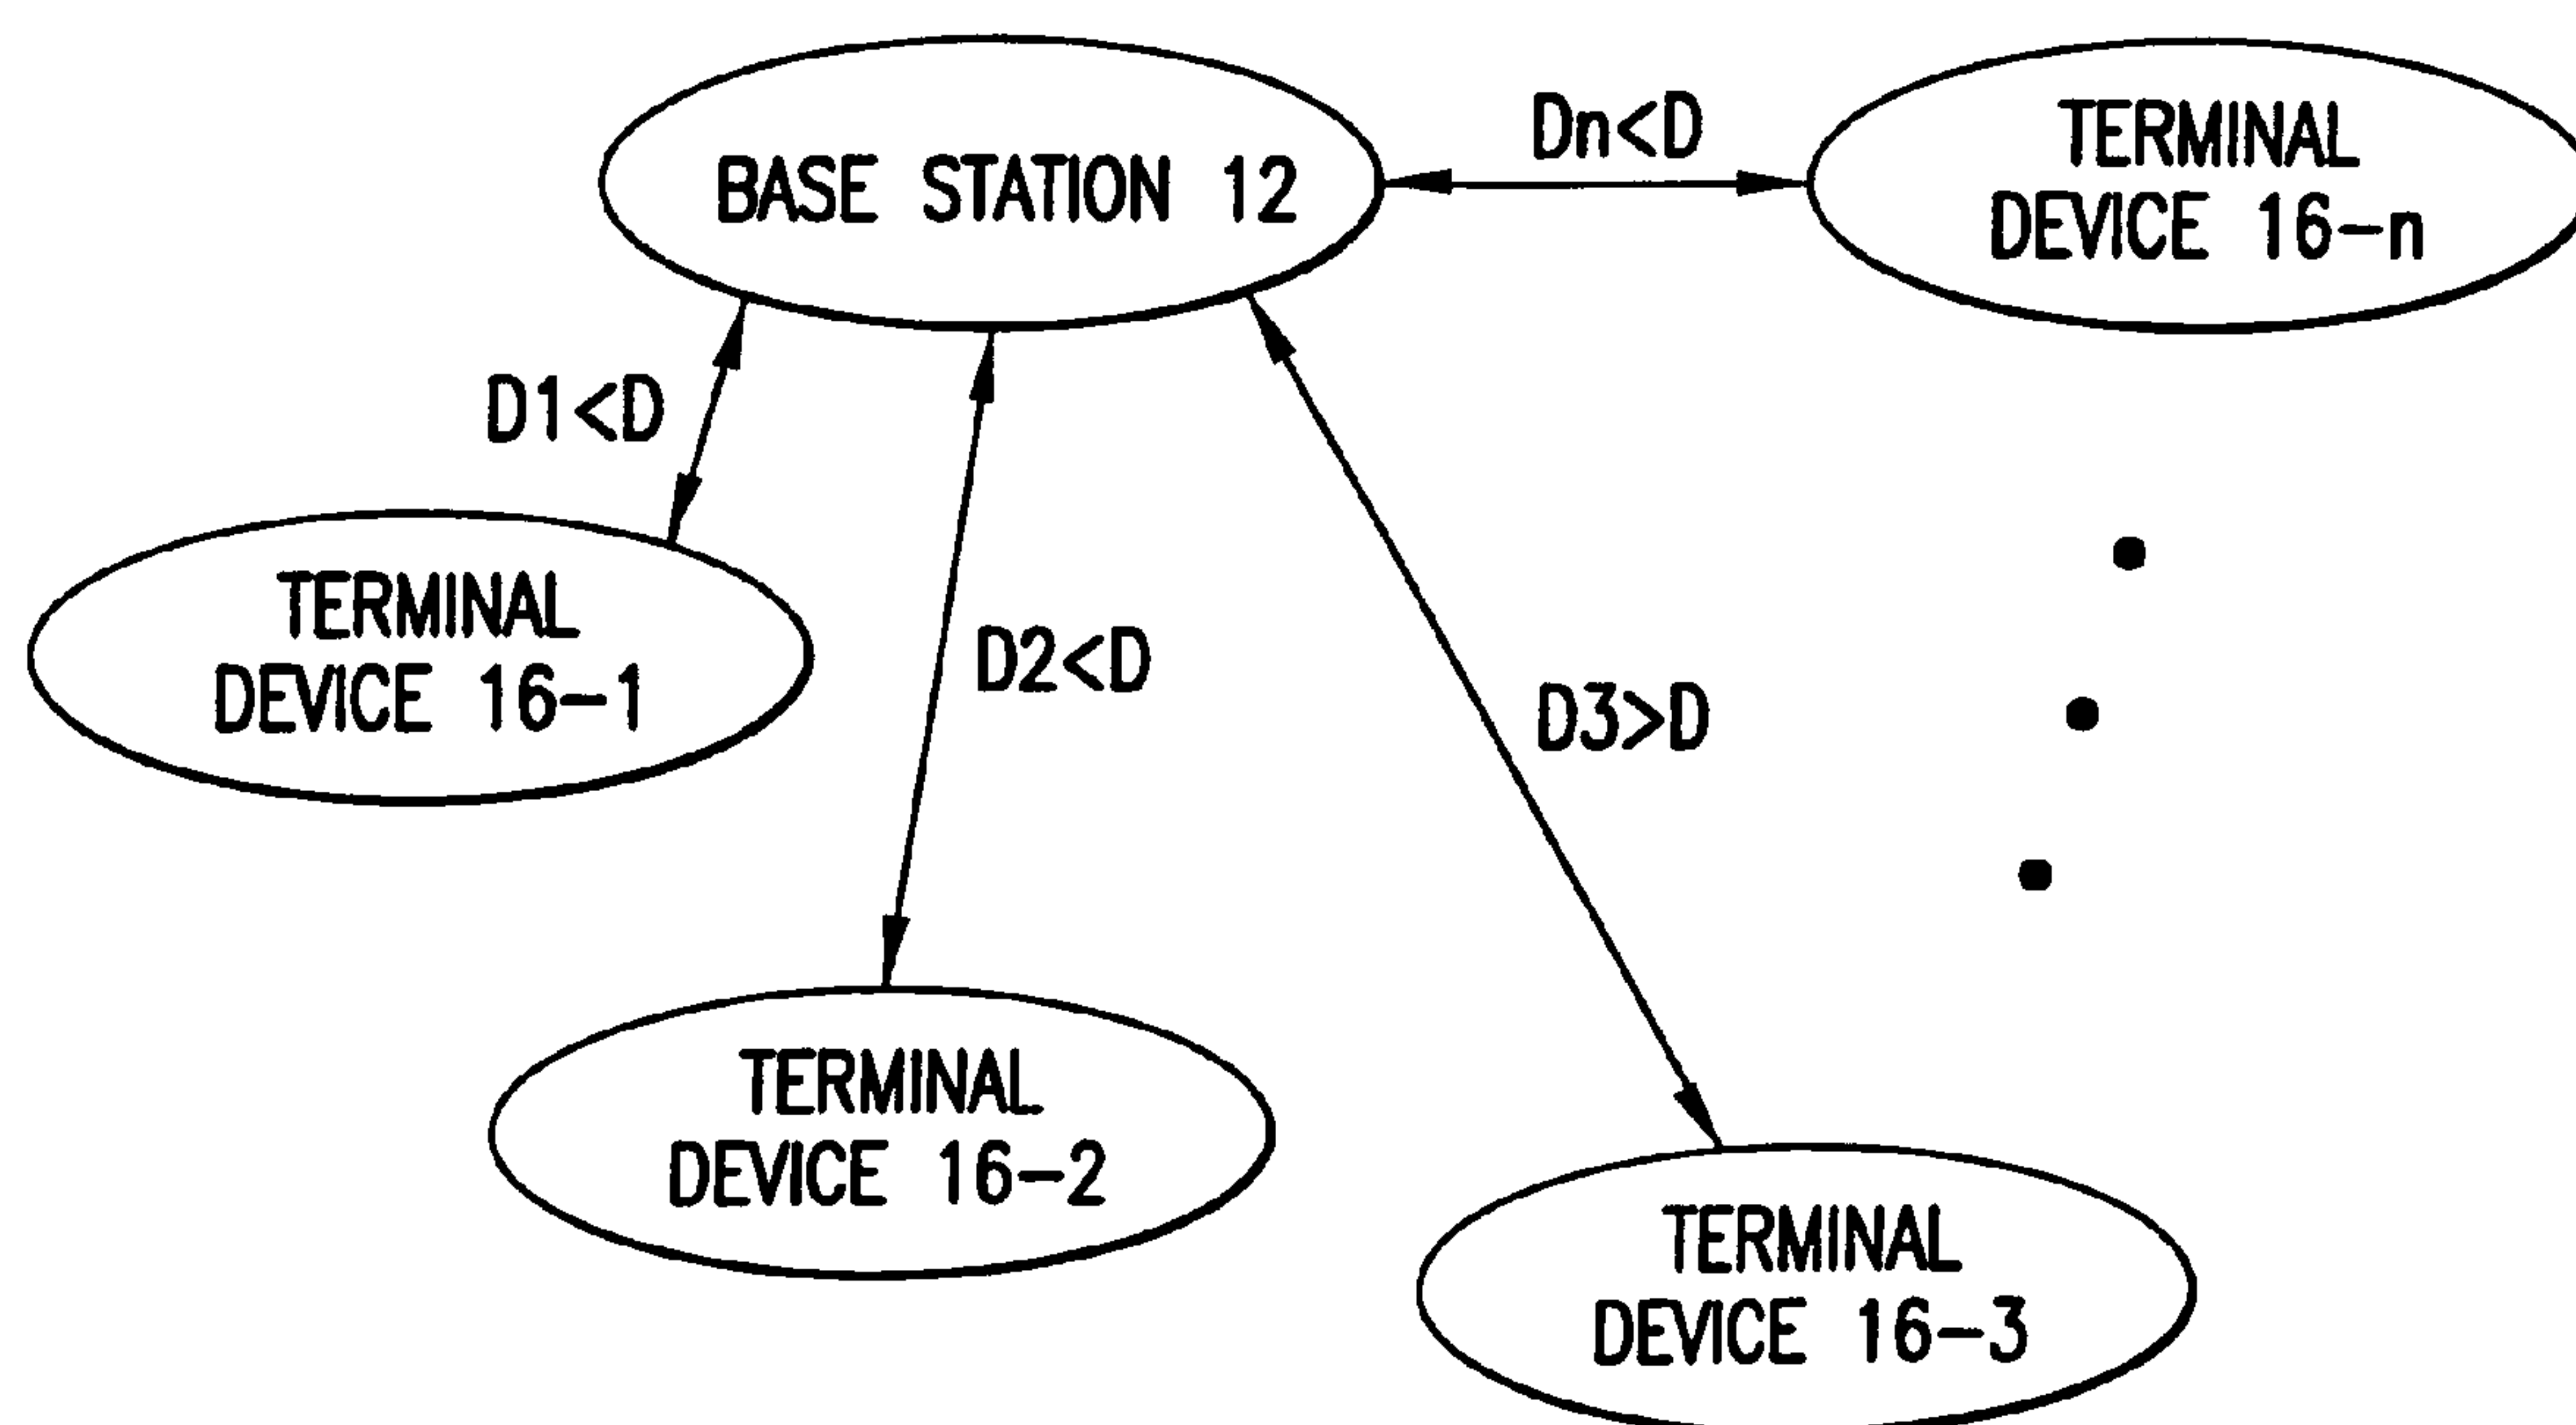 BASE STATION 12
Dn<D
TERMINAL
DEVICE 16-n
D1<D
TERMINAL
DEVICE 16-1
D2<D
D3>D
TERMINAL
DEVICE 16-2
TERMINAL
DEVICE 16-3